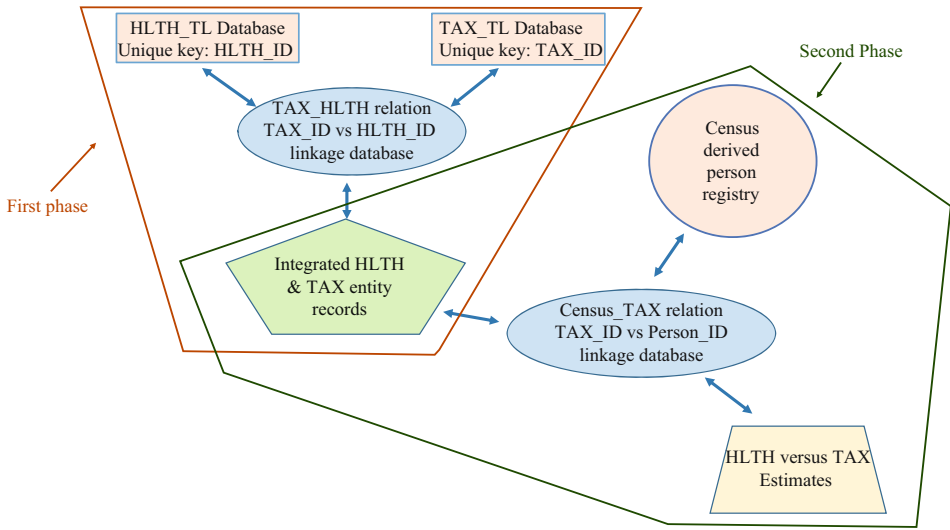 HLTH_TL Database
Unique key: HLTH_ID
TAX_TL Database
Unique key: TAX_ID
Second Phase
TAX_HLTH relation
TAX_ID vs HLTH_ID
linkage database
Census
derived
person
registry
First phase
Integrated HLTH
& TAX entity
records
Census_TAX relation
TAX_ID vs Person_ID
linkage database
HLTH versus TAX
Estimates